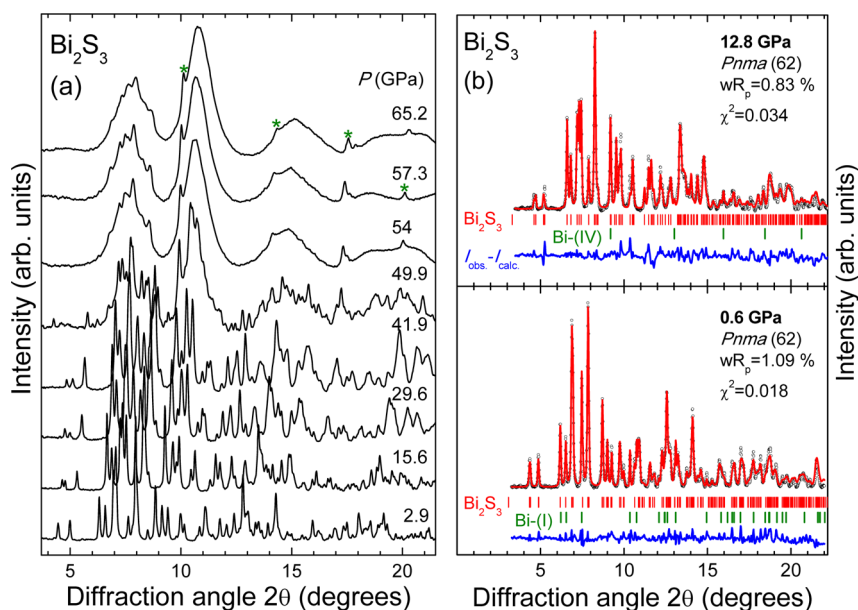 Bi₂S₃
(a)
P (GPa)
65.2
57.3
54
49.9
41.9
29.6
15.6
2.9
*
*
*
*
Intensity (arb. units)
5 10 15 20
Diffraction angle 2θ (degrees)
Bi₂S₃
(b)
12.8 GPa
Pnma (62)
wRₚ=0.83 %
χ²=0.034
Bi₂S₃
Bi-(IV)
I_obs.-I_calc.
0.6 GPa
Pnma (62)
wRₚ=1.09 %
χ²=0.018
Bi₂S₃
Bi-(I)
5 10 15 20
Diffraction angle 2θ (degrees)
Intensity (arb. units)